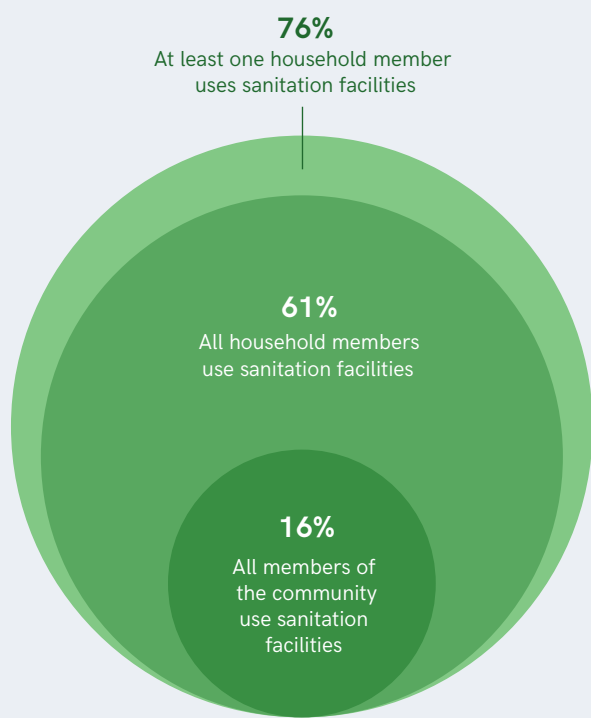 76%
At least one household member
uses sanitation facilities
61%
All household members
use sanitation facilities
16%
All members of
the community
use sanitation
facilities